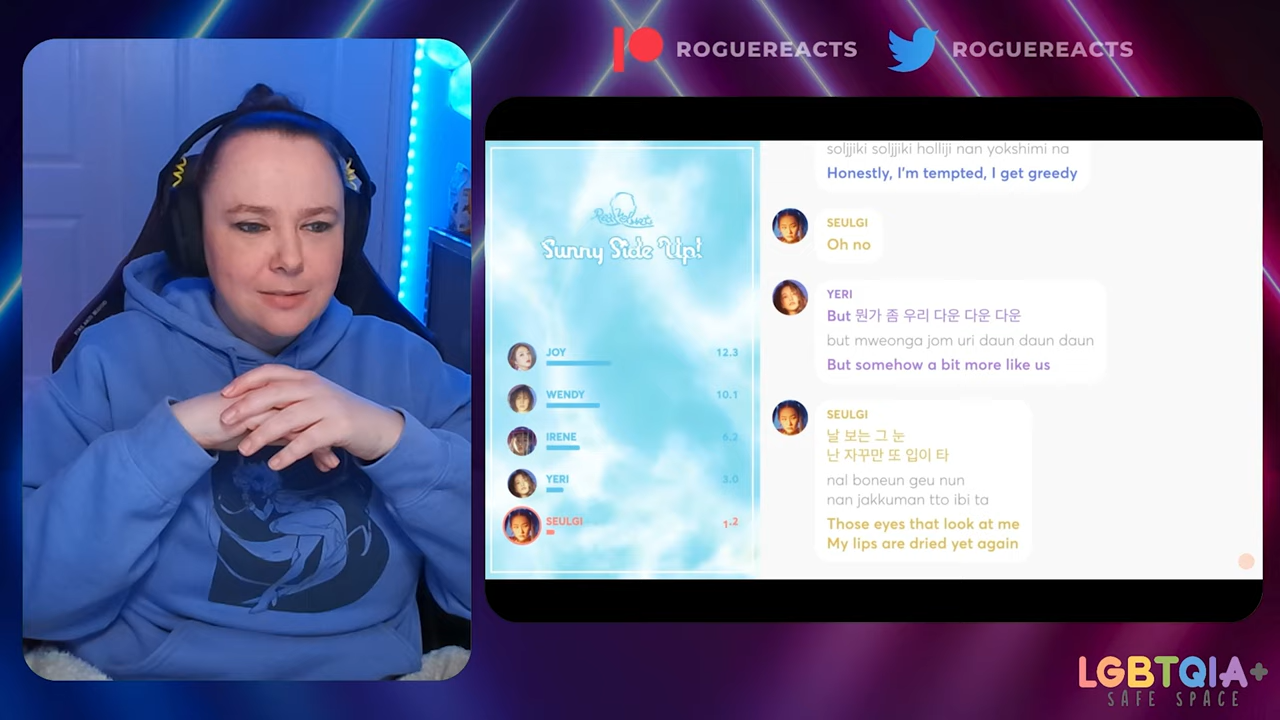 ROGUEREACTS
ROGUEREACTS
Sunny Side Up!
JOY 12.3
WENDY 10.1
IRENE 6.2
YERI 3.0
SEULGI 1.2
soljjiki soljjiki holliji nan yokshimi na
Honestly, I'm tempted, I get greedy
SEULGI
Oh no
YERI
But 뭔가 좀 우리 다운 다운 다운
but mweonga jom uri daun daun daun
But somehow a bit more like us
SEULGI
날 보는 그 눈
난 자꾸만 또 입이 타
nal boneun geu nun
nan jakkuman tto ibi ta
Those eyes that look at me
My lips are dried yet again
LGBTQIA+
SAFE SPACE